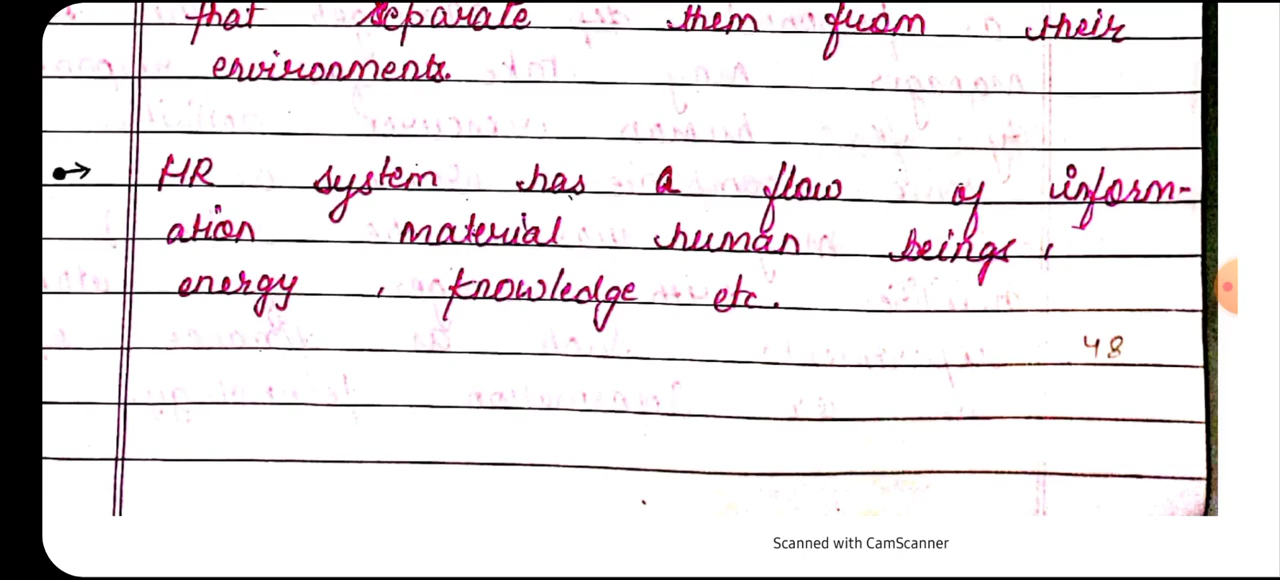 that separate them from their
environments.
HR system has a flow of inform-
ation material human beings,
energy, knowledge etc.
48
Scanned with CamScanner